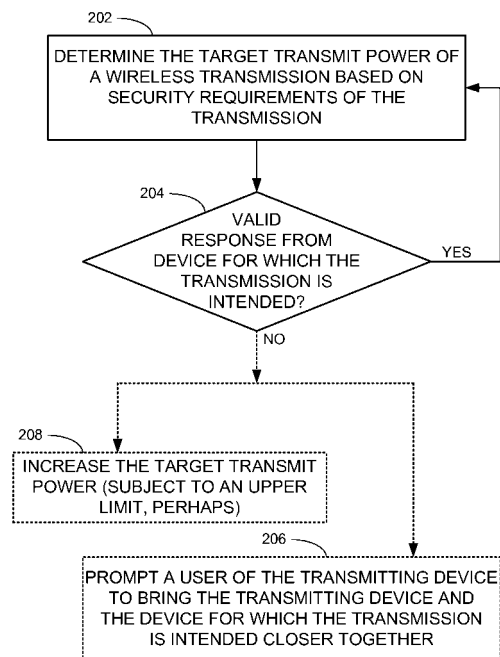 202
DETERMINE THE TARGET TRANSMIT POWER OF
A WIRELESS TRANSMISSION BASED ON
SECURITY REQUIREMENTS OF THE
TRANSMISSION
204
VALID
RESPONSE FROM
DEVICE FOR WHICH THE
TRANSMISSION IS
INTENDED?
YES
NO
208
INCREASE THE TARGET TRANSMIT
POWER (SUBJECT TO AN UPPER
LIMIT, PERHAPS)
206
PROMPT A USER OF THE TRANSMITTING DEVICE
TO BRING THE TRANSMITTING DEVICE AND
THE DEVICE FOR WHICH THE TRANSMISSION
IS INTENDED CLOSER TOGETHER